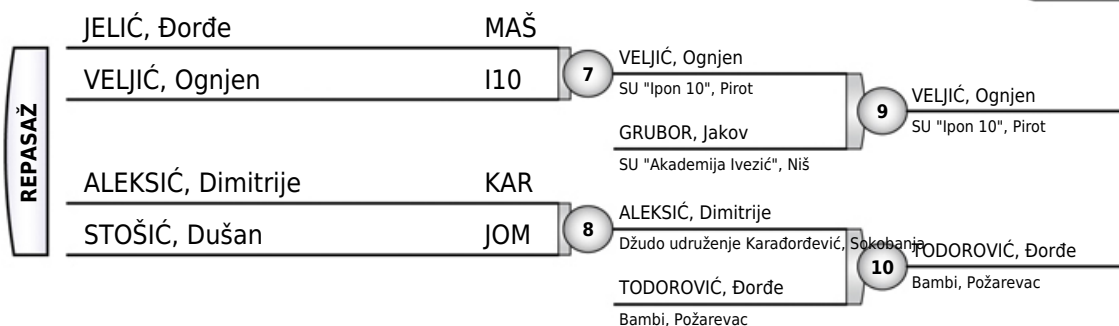 REPASAŽ
JELIĆ, Đorđe MAŠ
VELJIĆ, Ognjen I10
7
VELJIĆ, Ognjen
SU "Ipon 10", Pirot
GRUBOR, Jakov
SU "Akademija Ivezić", Niš
9
VELJIĆ, Ognjen
SU "Ipon 10", Pirot
ALEKSIĆ, Dimitrije KAR
STOŠIĆ, Dušan JOM
8
ALEKSIĆ, Dimitrije
Džudo udruženje Karađorđević, Sokobanja
TODOROVIĆ, Đorđe
Bambi, Požarevac
10
TODOROVIĆ, Đorđe
Bambi, Požarevac